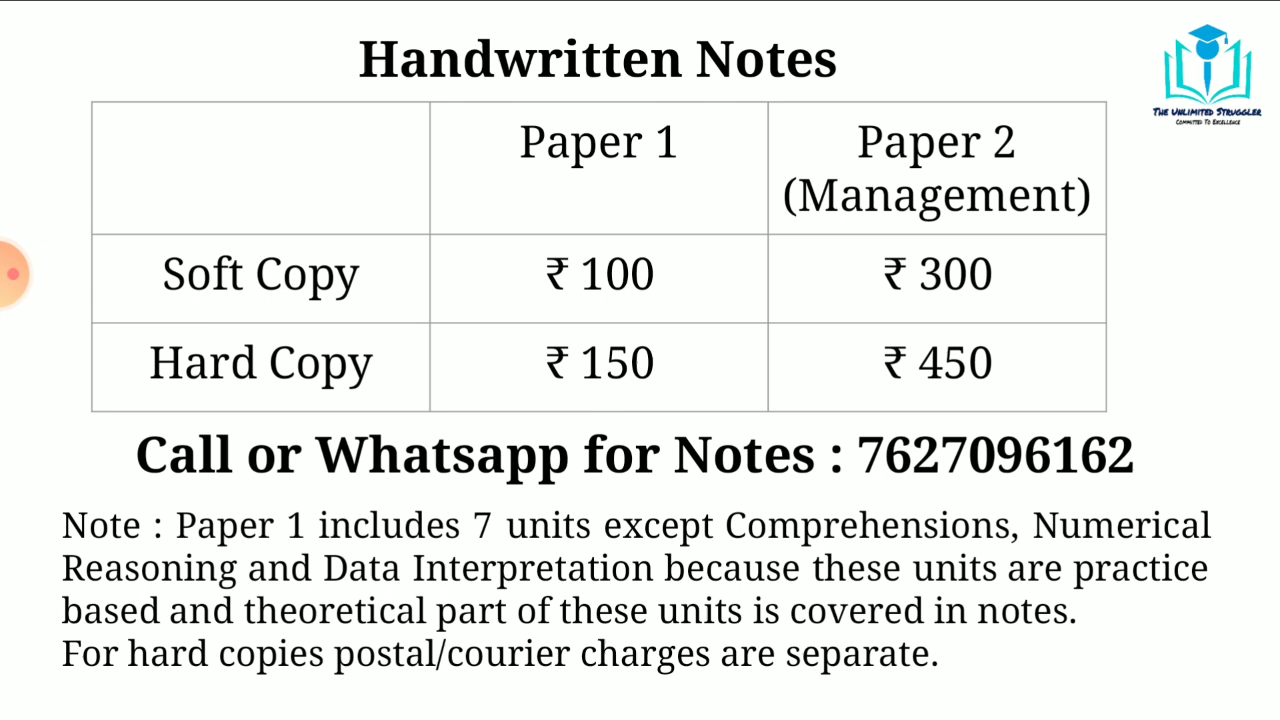 Handwritten Notes
THE UNLIMITED STRUGGLER
COMMITTED TO EXCELLENCE
Paper 1
Paper 2
(Management)
Soft Copy ₹ 100 ₹ 300
Hard Copy ₹ 150 ₹ 450
Call or Whatsapp for Notes : 7627096162
Note : Paper 1 includes 7 units except Comprehensions, Numerical
Reasoning and Data Interpretation because these units are practice
based and theoretical part of these units is covered in notes.
For hard copies postal/courier charges are separate.